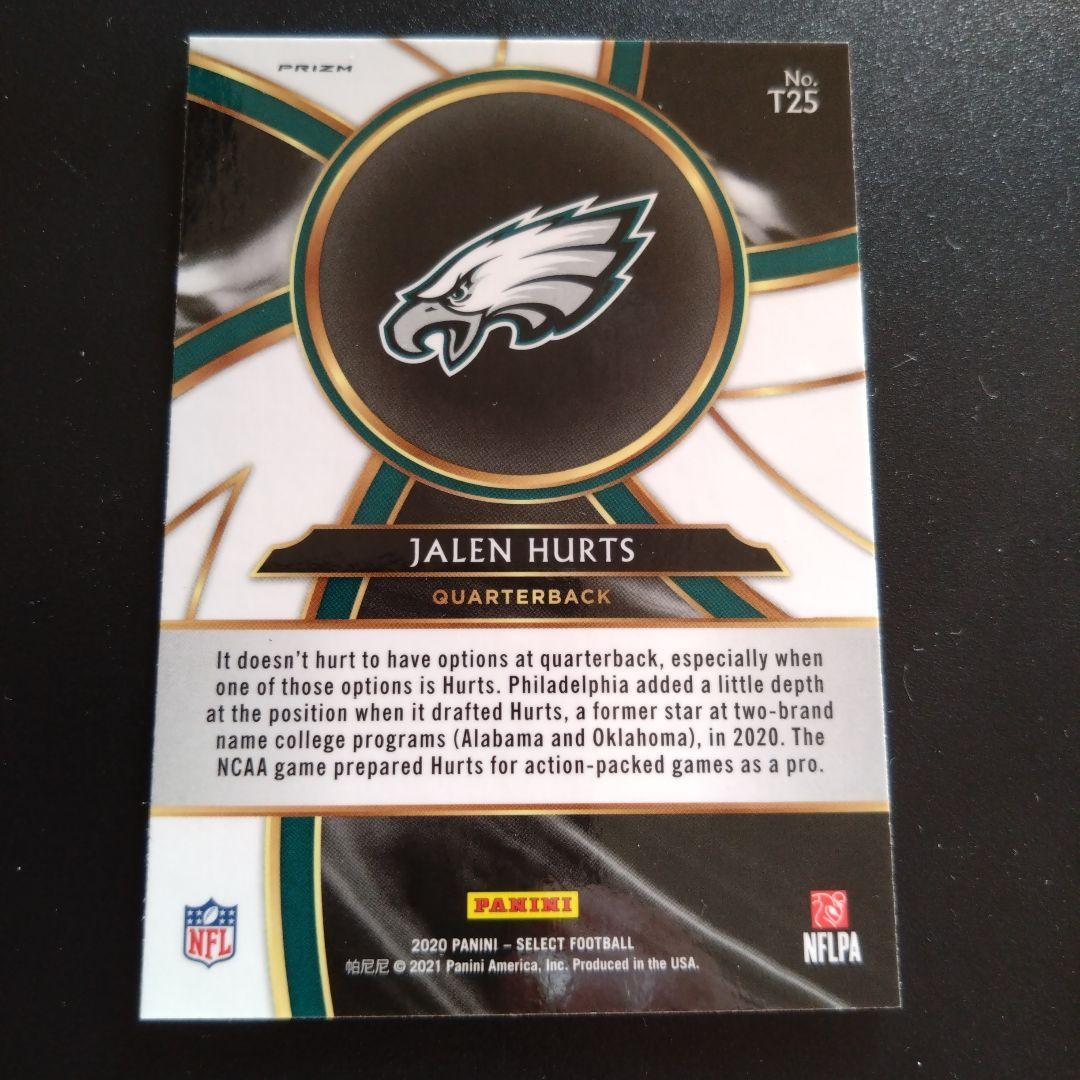 PRIZM
No.
T25
JALEN HURTS
QUARTERBACK
It doesn't hurt to have options at quarterback, especially when
one of those options is Hurts. Philadelphia added a little depth
at the position when it drafted Hurts, a former star at two-brand
name college programs (Alabama and Oklahoma), in 2020. The
NCAA game prepared Hurts for action-packed games as a pro.
NFL
PANINI
NFLPA
2020 PANINI – SELECT FOOTBALL
帕尼尼 © 2021 Panini America, Inc. Produced in the USA.